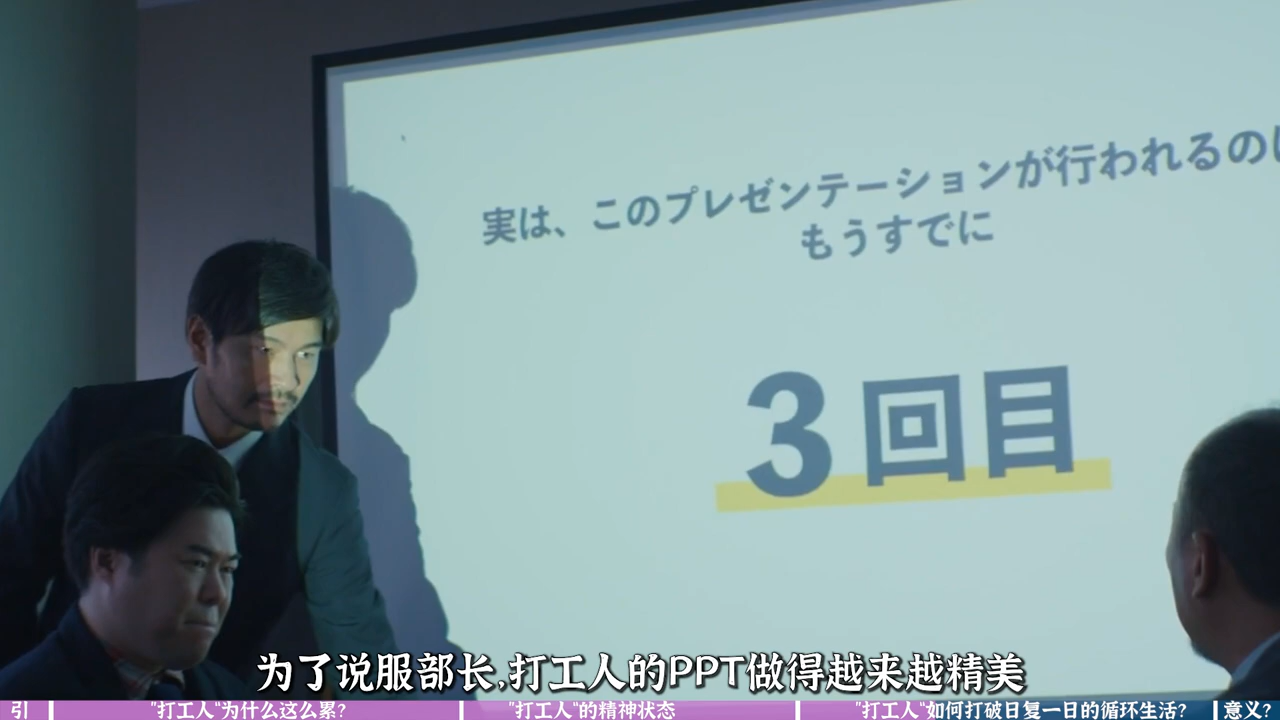 実は、このプレゼンテーションが行われるのは
もうすでに
3回目
为了说服部长,打工人的PPT做得越来越精美
引 "打工人“为什么这么累? "打工人“的精神状态 "打工人“如何打破日复一日的循环生活? 意义?